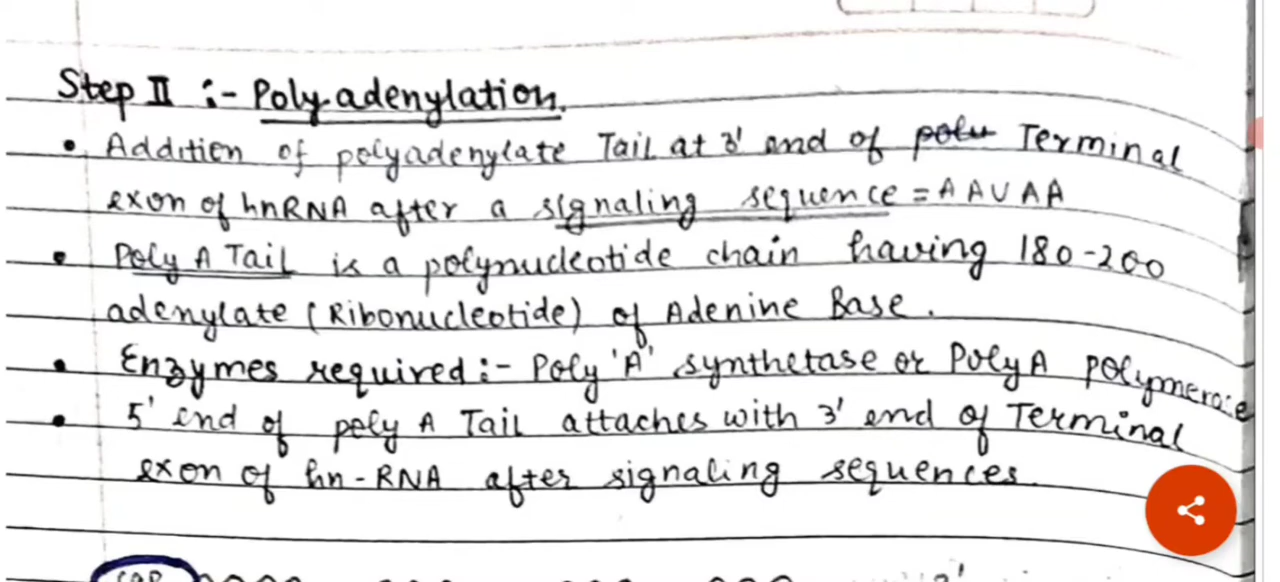 Step II :- Polyadenylation.
• Addition of polyadenylate Tail at 3' end of polu Terminal
exon of hnRNA after a signaling sequence = AAUAA
• Poly A Tail is a polynucleotide chain having 180-200
adenylate (Ribonucleotide) of Adenine Base.
• Enzymes required :- Poly 'A' synthetase or Poly A polymerase
• 5' end of poly A Tail attaches with 3' end of Terminal
exon of hn-RNA after signaling sequences.
cap